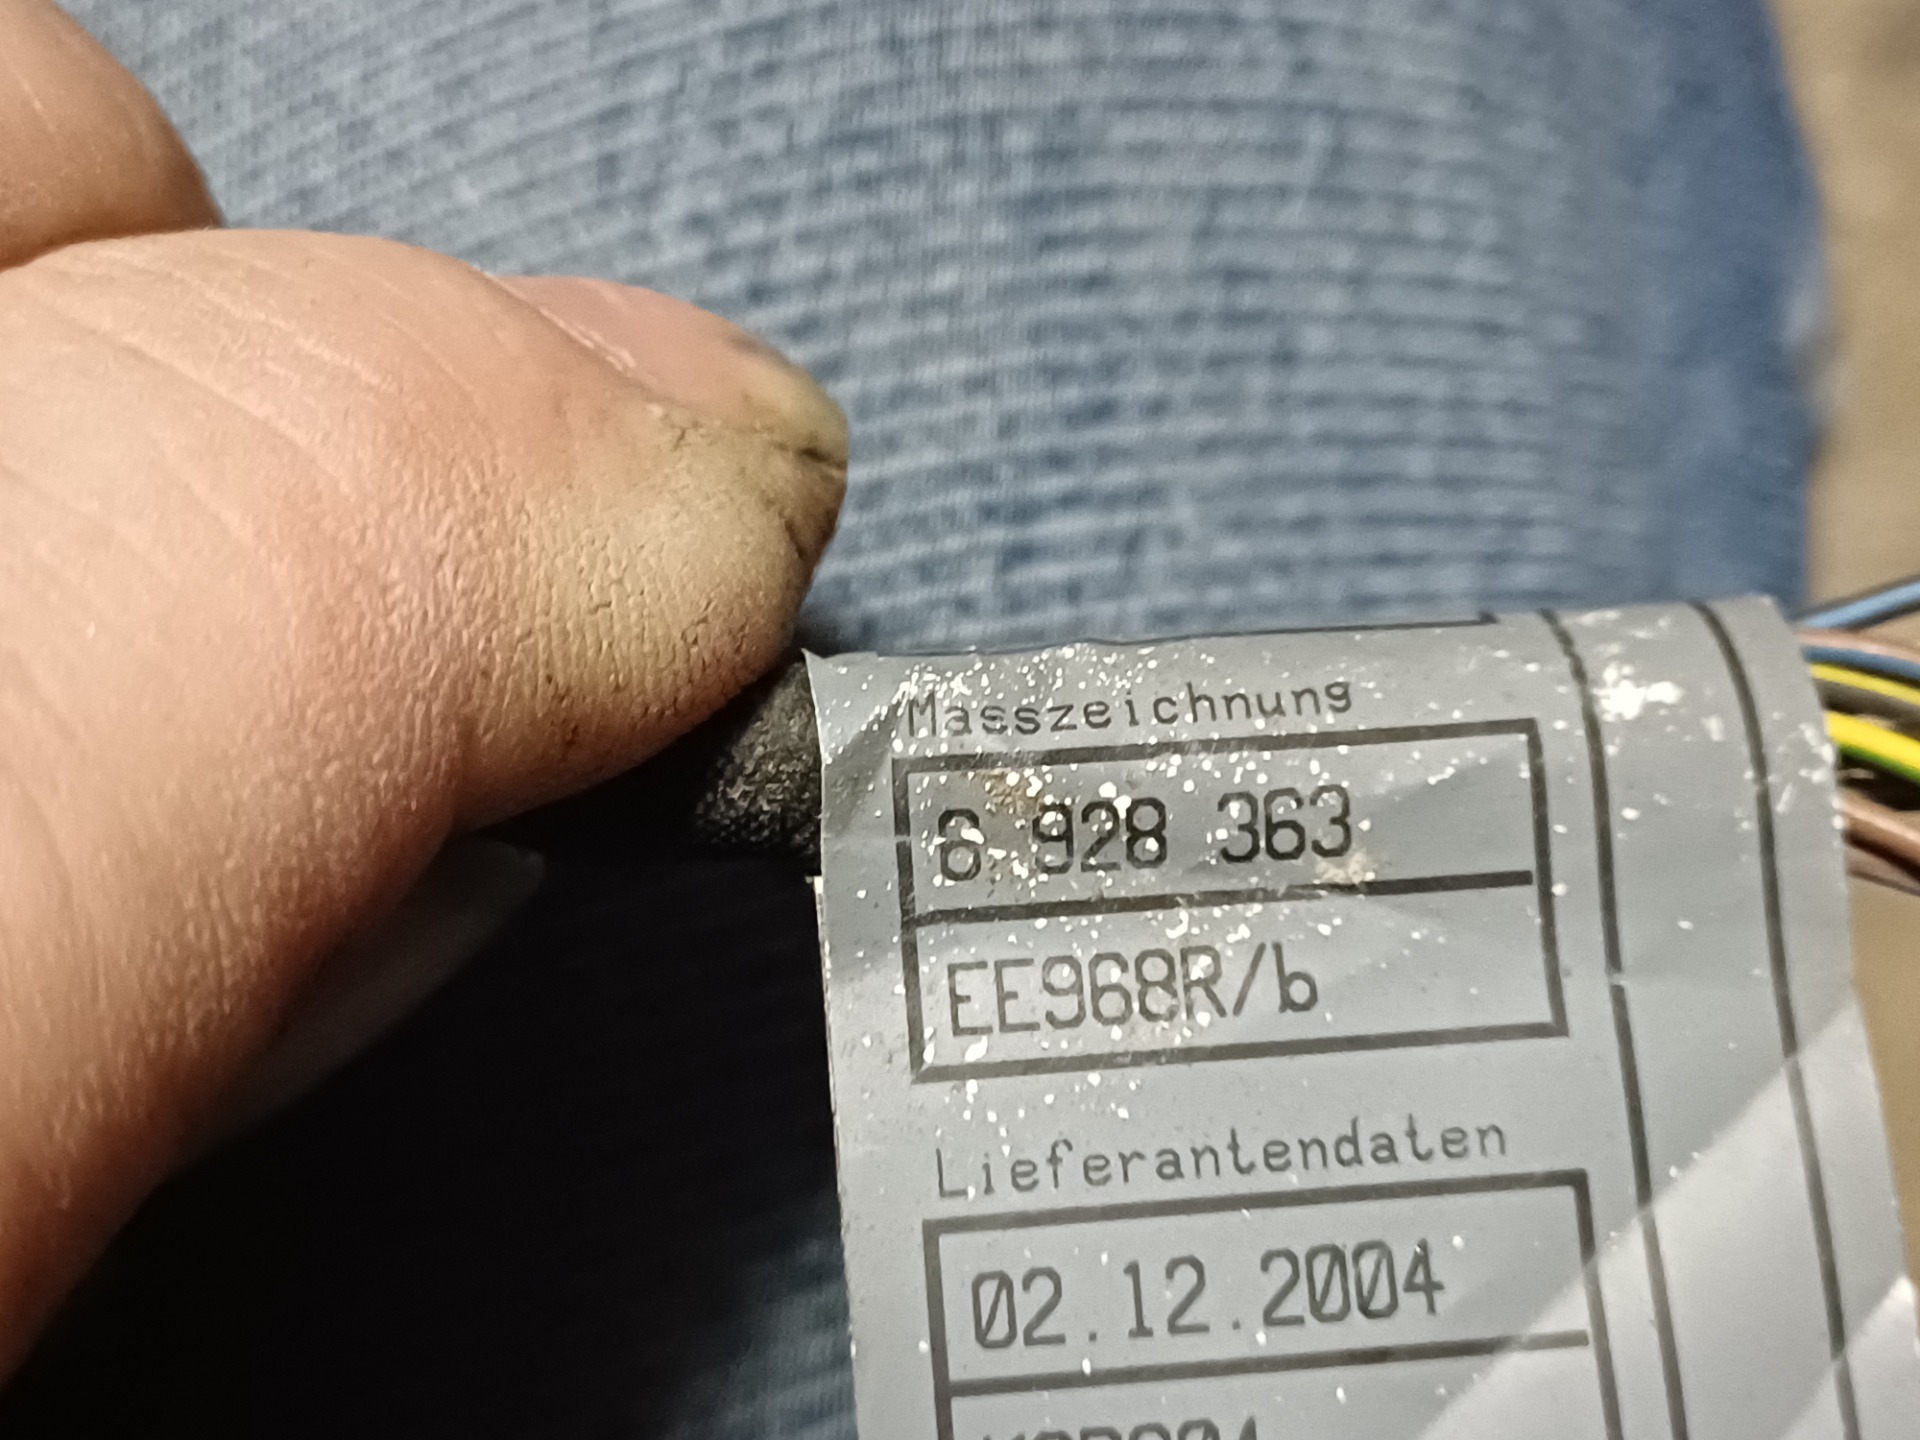 Masszeichnung
6 928 363
EE968R/b
Lieferantendaten
02.12.2004